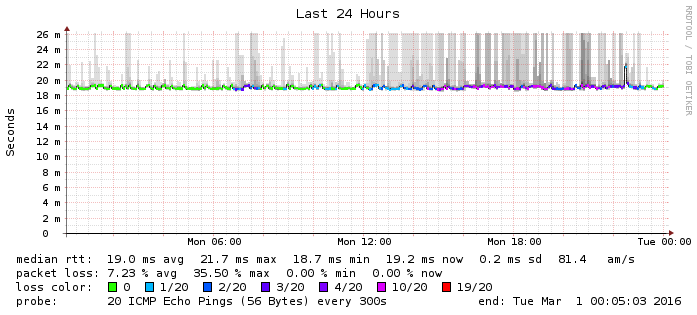 Last 24 Hours
RRDTOOL / TOBI OETIKER
Seconds
26 m
24 m
22 m
20 m
18 m
16 m
14 m
12 m
10 m
8 m
6 m
4 m
2 m
0
Mon 06:00 Mon 12:00 Mon 18:00 Tue 00:00
median rtt: 19.0 ms avg 21.7 ms max 18.7 ms min 19.2 ms now 0.2 ms sd 81.4 am/s
packet loss: 7.23 % avg 35.50 % max 0.00 % min 0.00 % now
loss color: 0 1/20 2/20 3/20 4/20 10/20 19/20
probe: 20 ICMP Echo Pings (56 Bytes) every 300s end: Tue Mar 1 00:05:03 2016